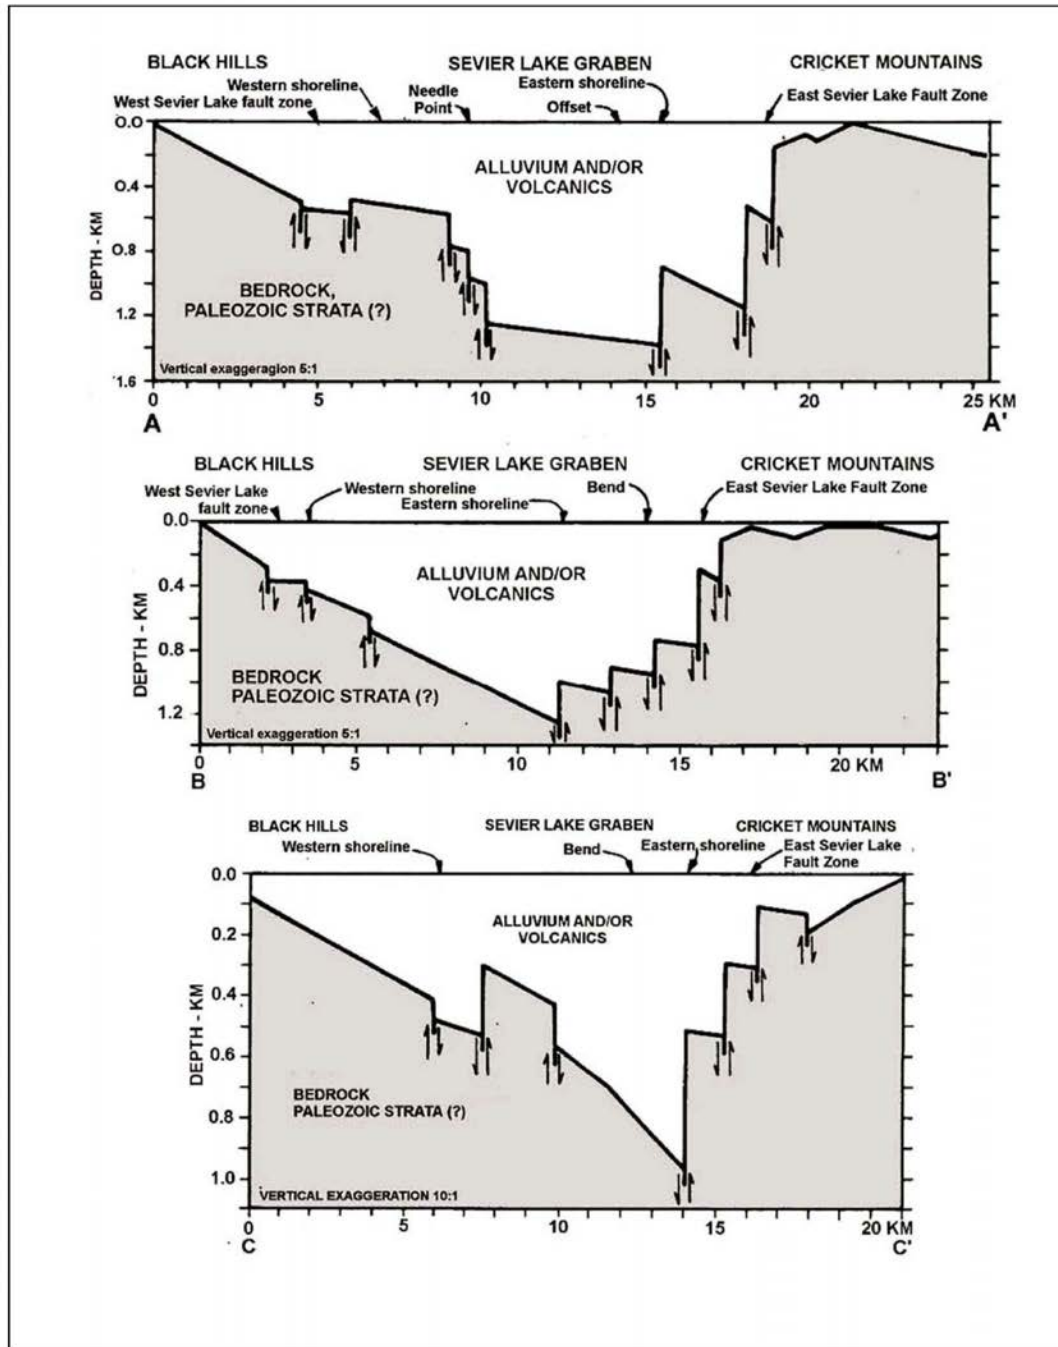 BLACK HILLS
SEVIER LAKE GRABEN
CRICKET MOUNTAINS
Western shoreline
West Sevier Lake fault zone
Needle
Point
Eastern shoreline
Offset
East Sevier Lake Fault Zone
0.0
0.4
0.8
1.2
1.6
DEPTH - KM
ALLUVIUM AND/OR
VOLCANICS
BEDROCK,
PALEOZOIC STRATA (?)
Vertical exaggeragion 5:1
0 5 10 15 20 25 KM
A A'
BLACK HILLS
SEVIER LAKE GRABEN
CRICKET MOUNTAINS
West Sevier Lake
fault zone
Western shoreline
Eastern shoreline
Bend
East Sevier Lake Fault Zone
0.0
0.4
0.8
1.2
DEPTH - KM
ALLUVIUM AND/OR
VOLCANICS
BEDROCK
PALEOZOIC STRATA (?)
Vertical exaggeration 5:1
0 5 10 15 20 KM
B B'
BLACK HILLS
SEVIER LAKE GRABEN
CRICKET MOUNTAINS
Western shoreline
Bend
Eastern shoreline
East Sevier Lake
Fault Zone
0.0
0.2
0.4
0.6
0.8
1.0
DEPTH - KM
ALLUVIUM AND/OR
VOLCANICS
BEDROCK
PALEOZOIC STRATA (?)
VERTICAL EXAGGERATION 10:1
0 5 10 15 20 KM
C C'